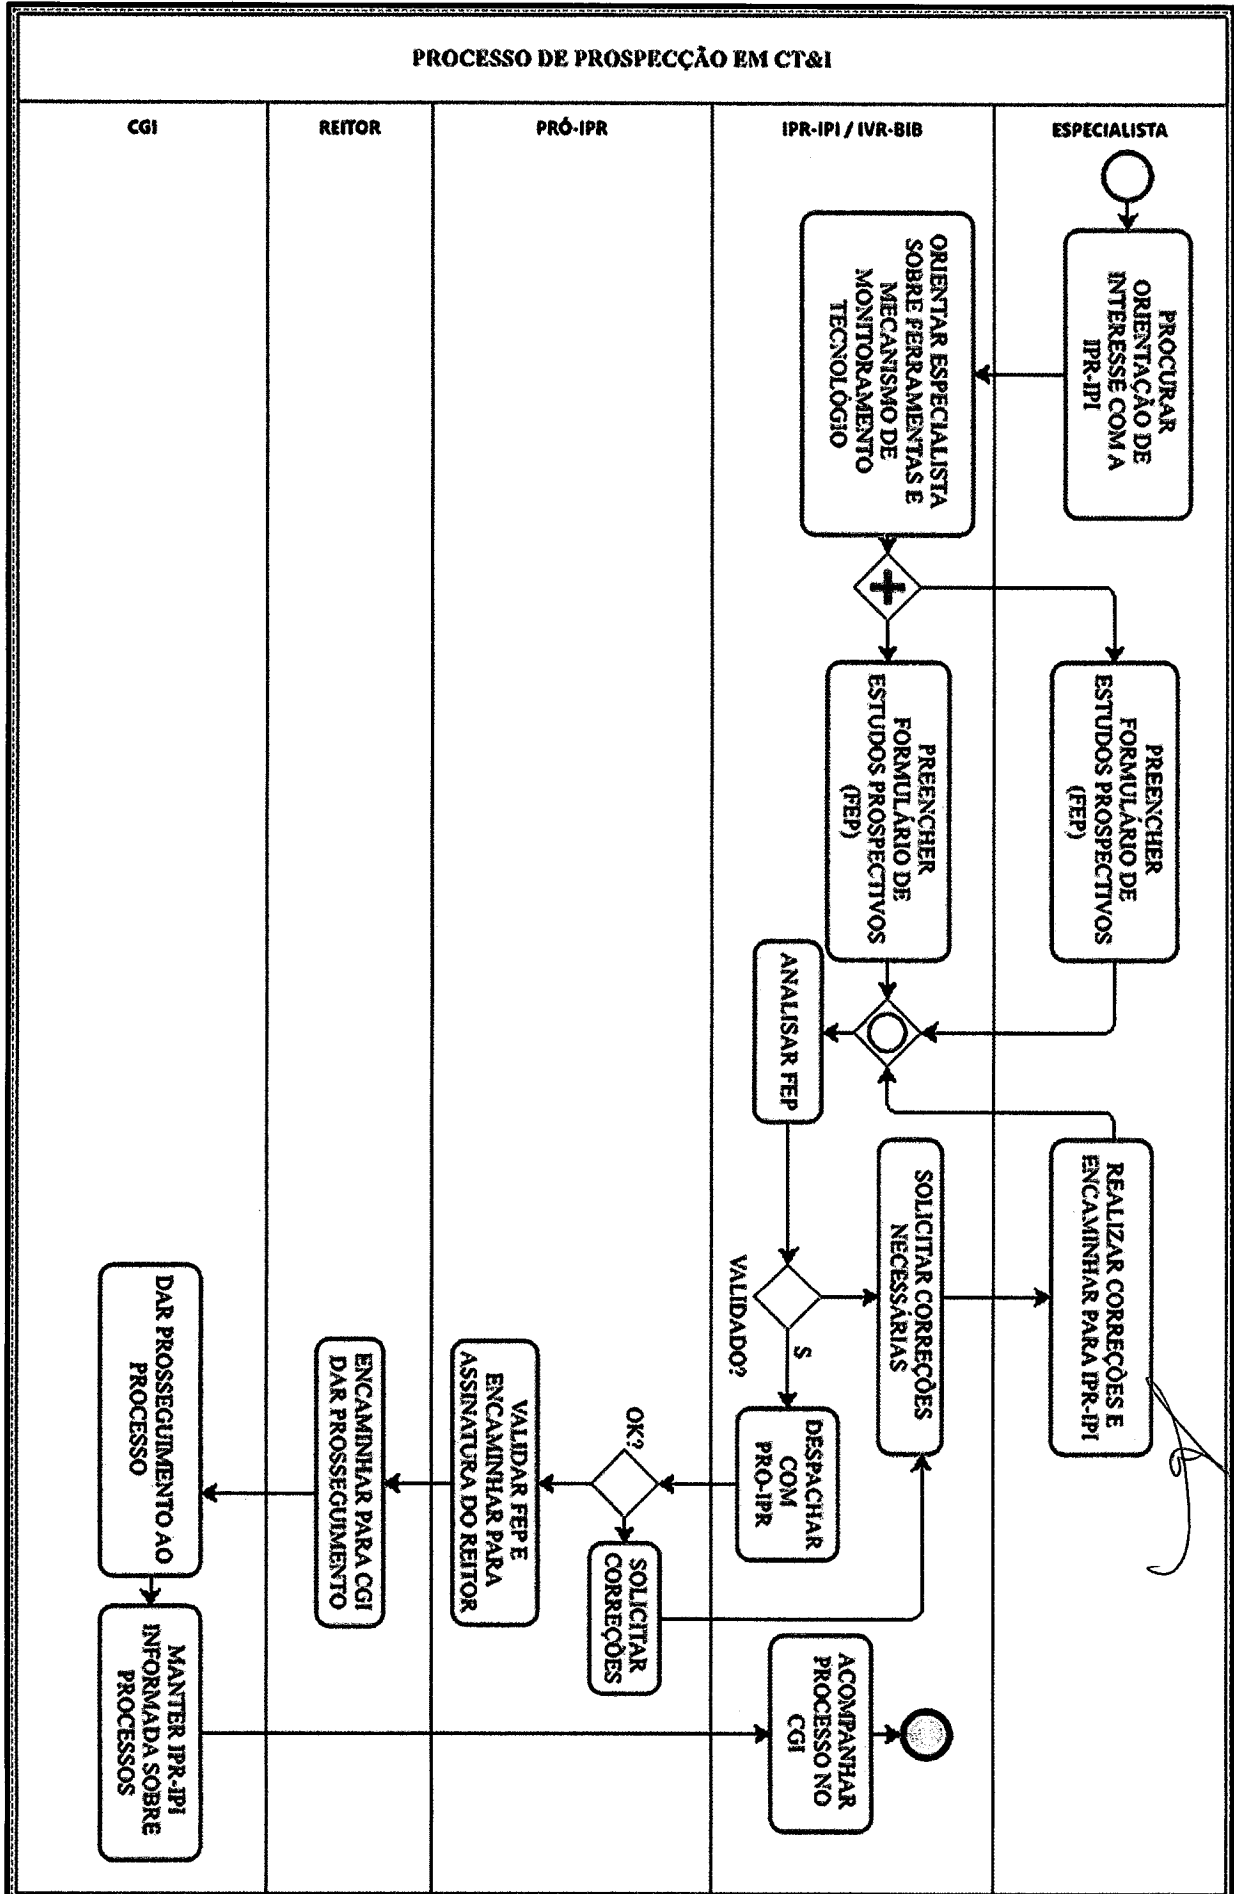 PROCESSO DE PROSPECÇÃO EM CT&I
CGI
REITOR
PRÓ-IPR
IPR-IPI / IVR-BIB
ESPECIALISTA
PROCURAR
ORIENTAÇÃO DE
INTERESSE COM A
IPR-IPI
ORIENTAR ESPECIALISTA
SOBRE FERRAMENTAS E
MECANISMO DE
MONITORAMENTO
TECNOLÓGIO
PREENCHER
FORMULÁRIO DE
ESTUDOS PROSPECTIVOS
(FEP)
PREENCHER
FORMULÁRIO DE
ESTUDOS PROSPECTIVOS
(FEP)
ANALISAR FEP
VALIDADO?
S
SOLICITAR CORREÇÕES
NECESSÁRIAS
REALIZAR CORREÇÕES E
ENCAMINHAR PARA IPR-IPI
DESPACHAR
COM
PRO-IPR
OK?
SOLICITAR
CORREÇÕES
VALIDAR FEP E
ENCAMINHAR PARA
ASSINATURA DO REITOR
ENCAMINHAR PARA CGI
DAR PROSSEGUIMENTO
DAR PROSSEGUIMENTO AO
PROCESSO
MANTER IPR-IPI
INFORMADA SOBRE
PROCESSOS
ACOMPANHAR
PROCESSO NO
CGI